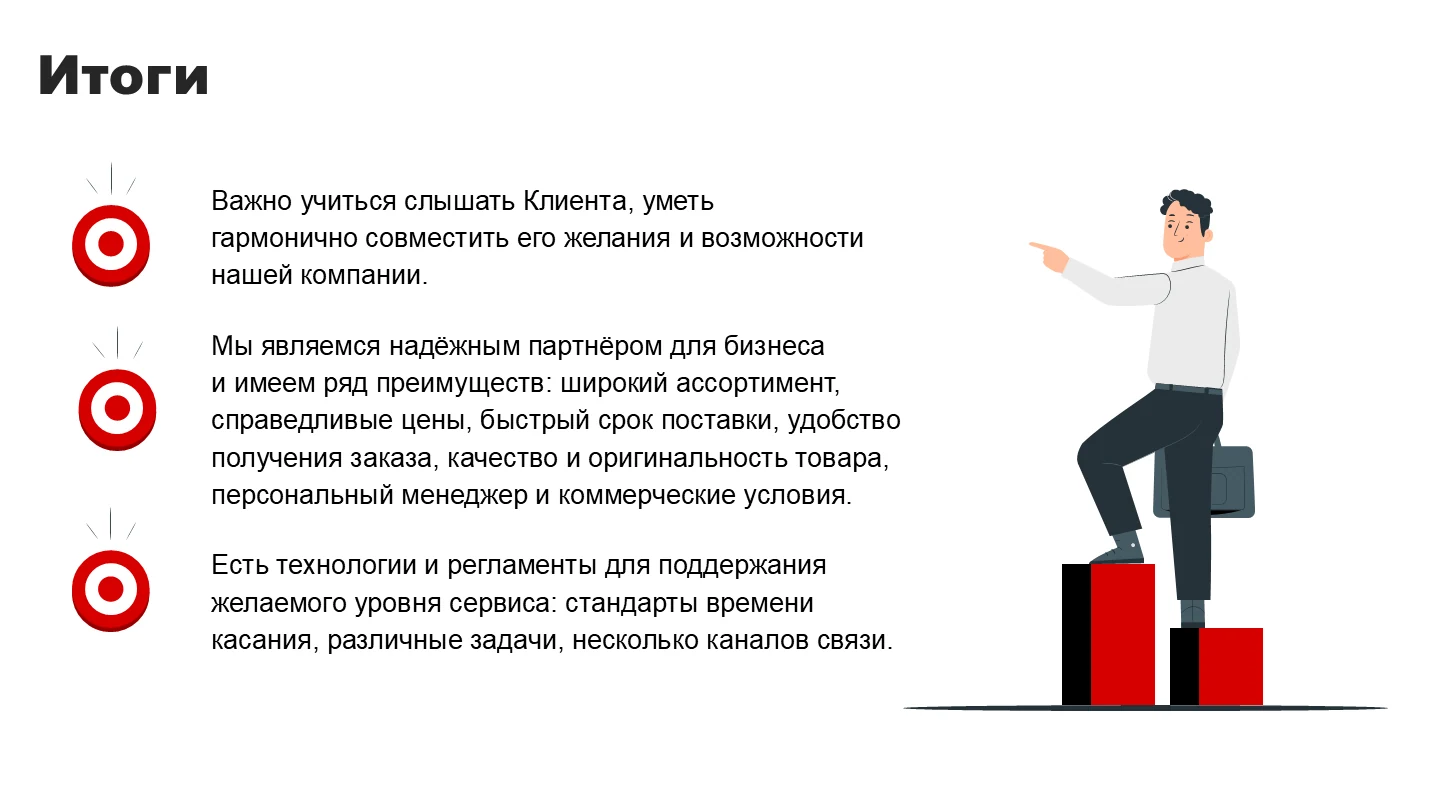 Итоги
Важно учиться слышать Клиента, уметь
гармонично совместить его желания и возможности
нашей компании.
Мы являемся надёжным партнёром для бизнеса
и имеем ряд преимуществ: широкий ассортимент,
справедливые цены, быстрый срок поставки, удобство
получения заказа, качество и оригинальность товара,
персональный менеджер и коммерческие условия.
Есть технологии и регламенты для поддержания
желаемого уровня сервиса: стандарты времени
касания, различные задачи, несколько каналов связи.